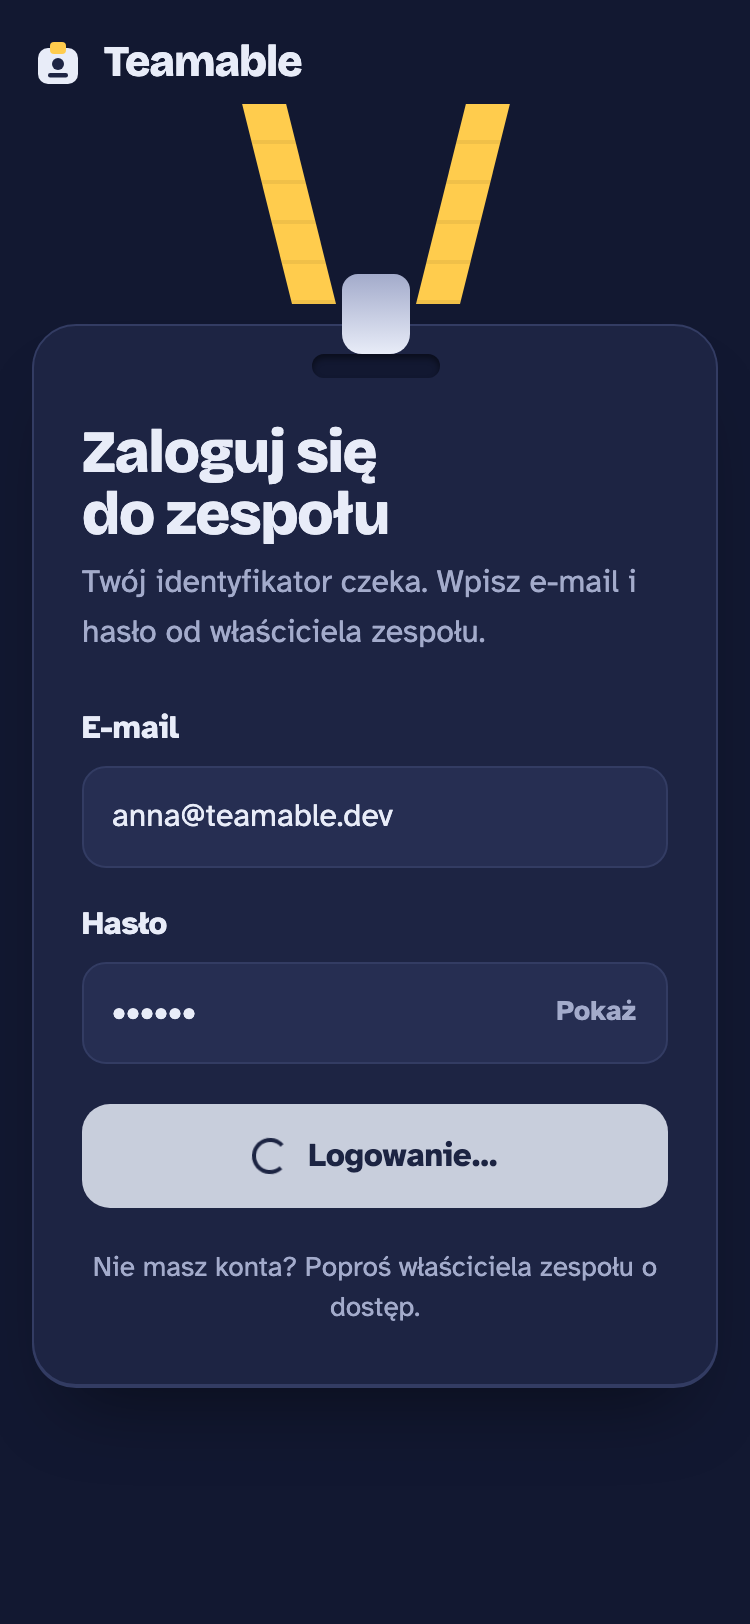 Teamable
Zaloguj się
do zespołu
Twój identyfikator czeka. Wpisz e-mail i
hasło od właściciela zespołu.
E-mail
anna@teamable.dev
Hasło
••••••
Pokaż
Logowanie...
Nie masz konta? Poproś właściciela zespołu o
dostęp.